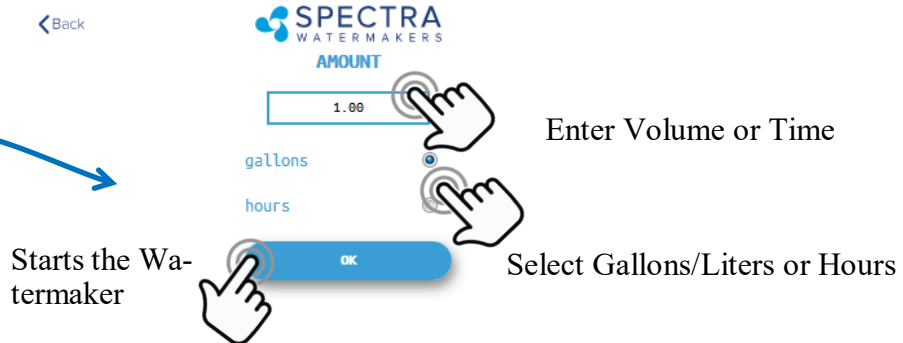 Back
SPECTRA
WATERMAKERS
AMOUNT
1.00
Enter Volume or Time
gallons
hours
Starts the Wa-
termaker
OK
Select Gallons/Liters or Hours